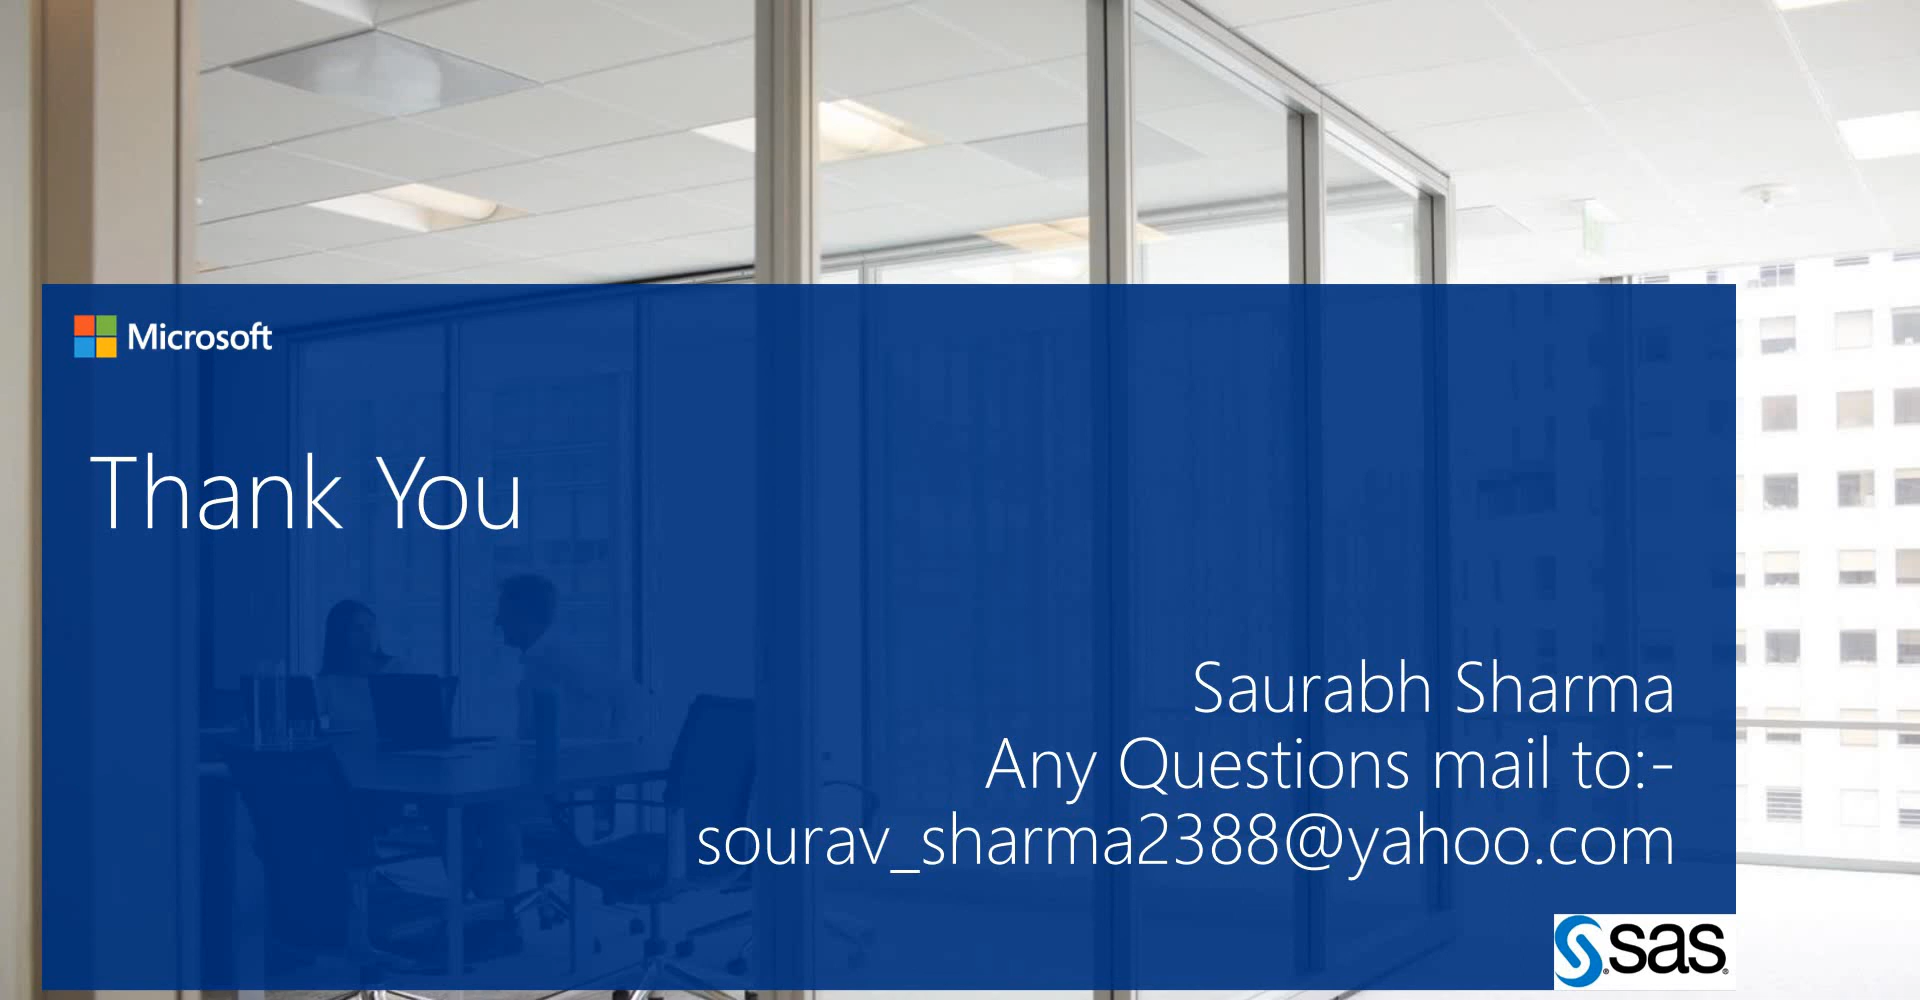 Microsoft
Thank You
Saurabh Sharma
Any Questions mail to:-
sourav_sharma2388@yahoo.com
sas